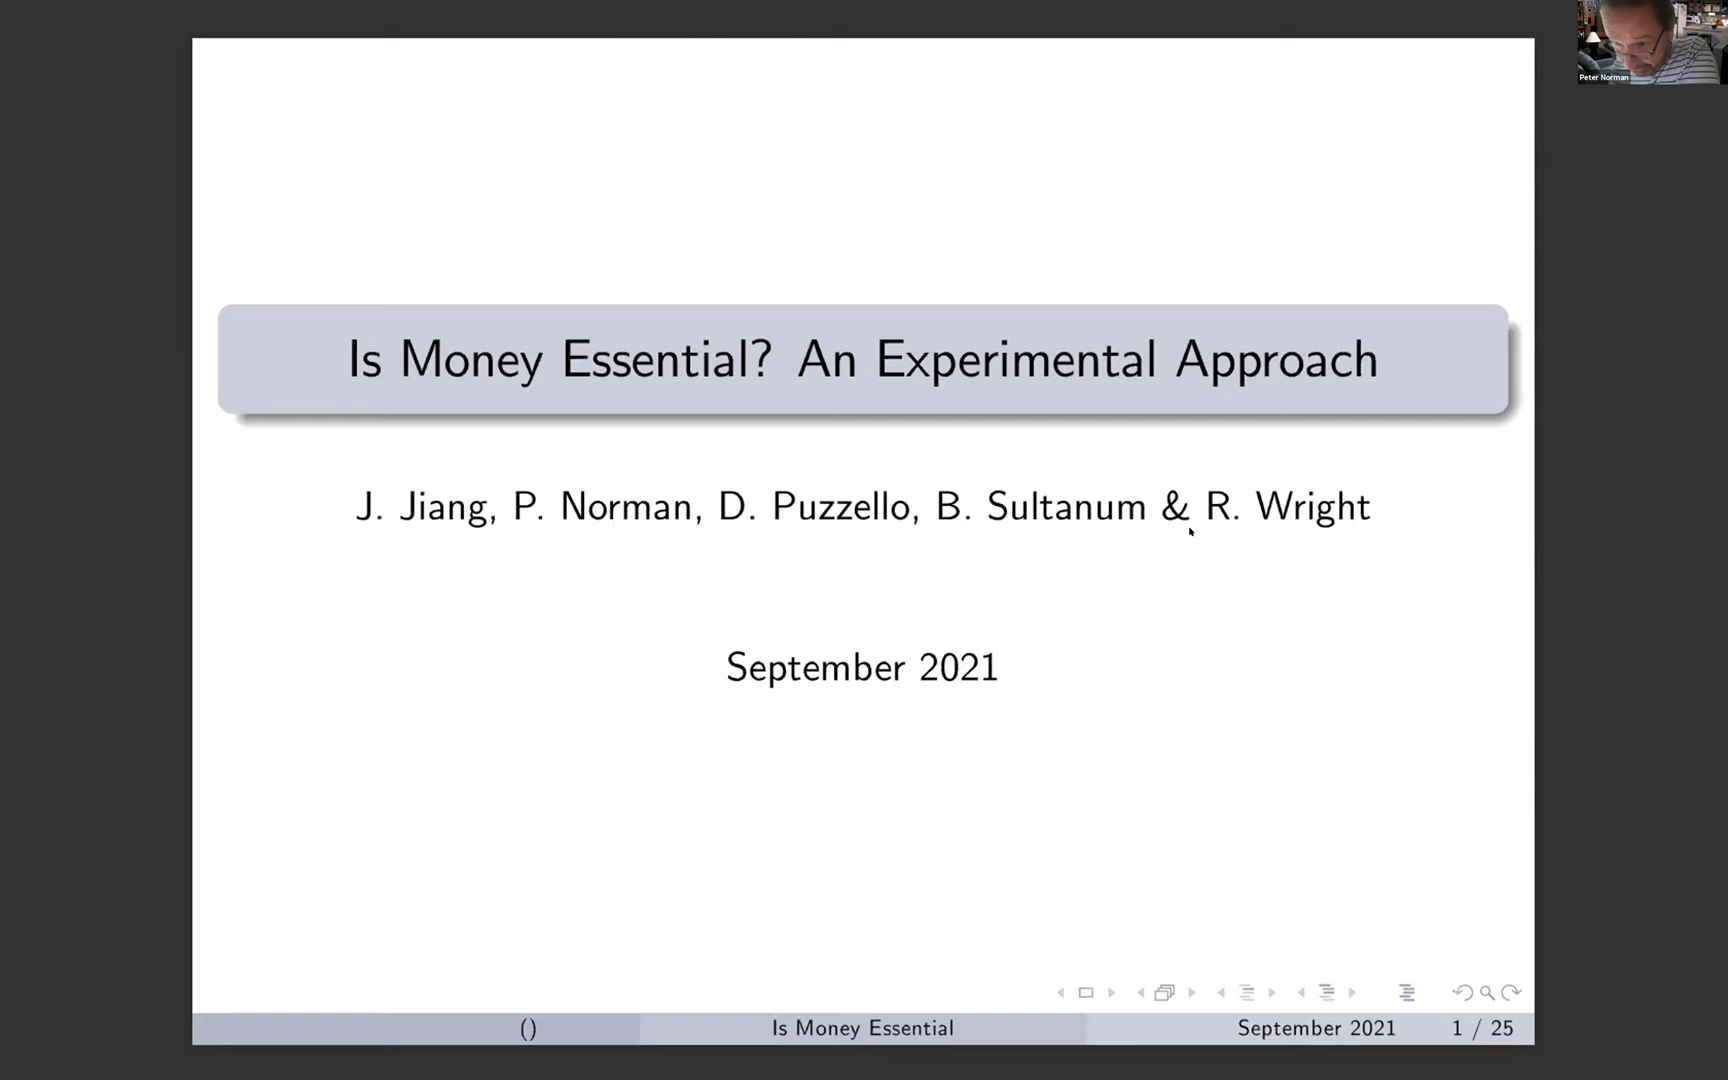 Peter Norman
Is Money Essential? An Experimental Approach
J. Jiang, P. Norman, D. Puzzello, B. Sultanum & R. Wright
September 2021
() Is Money Essential September 2021 1 / 25